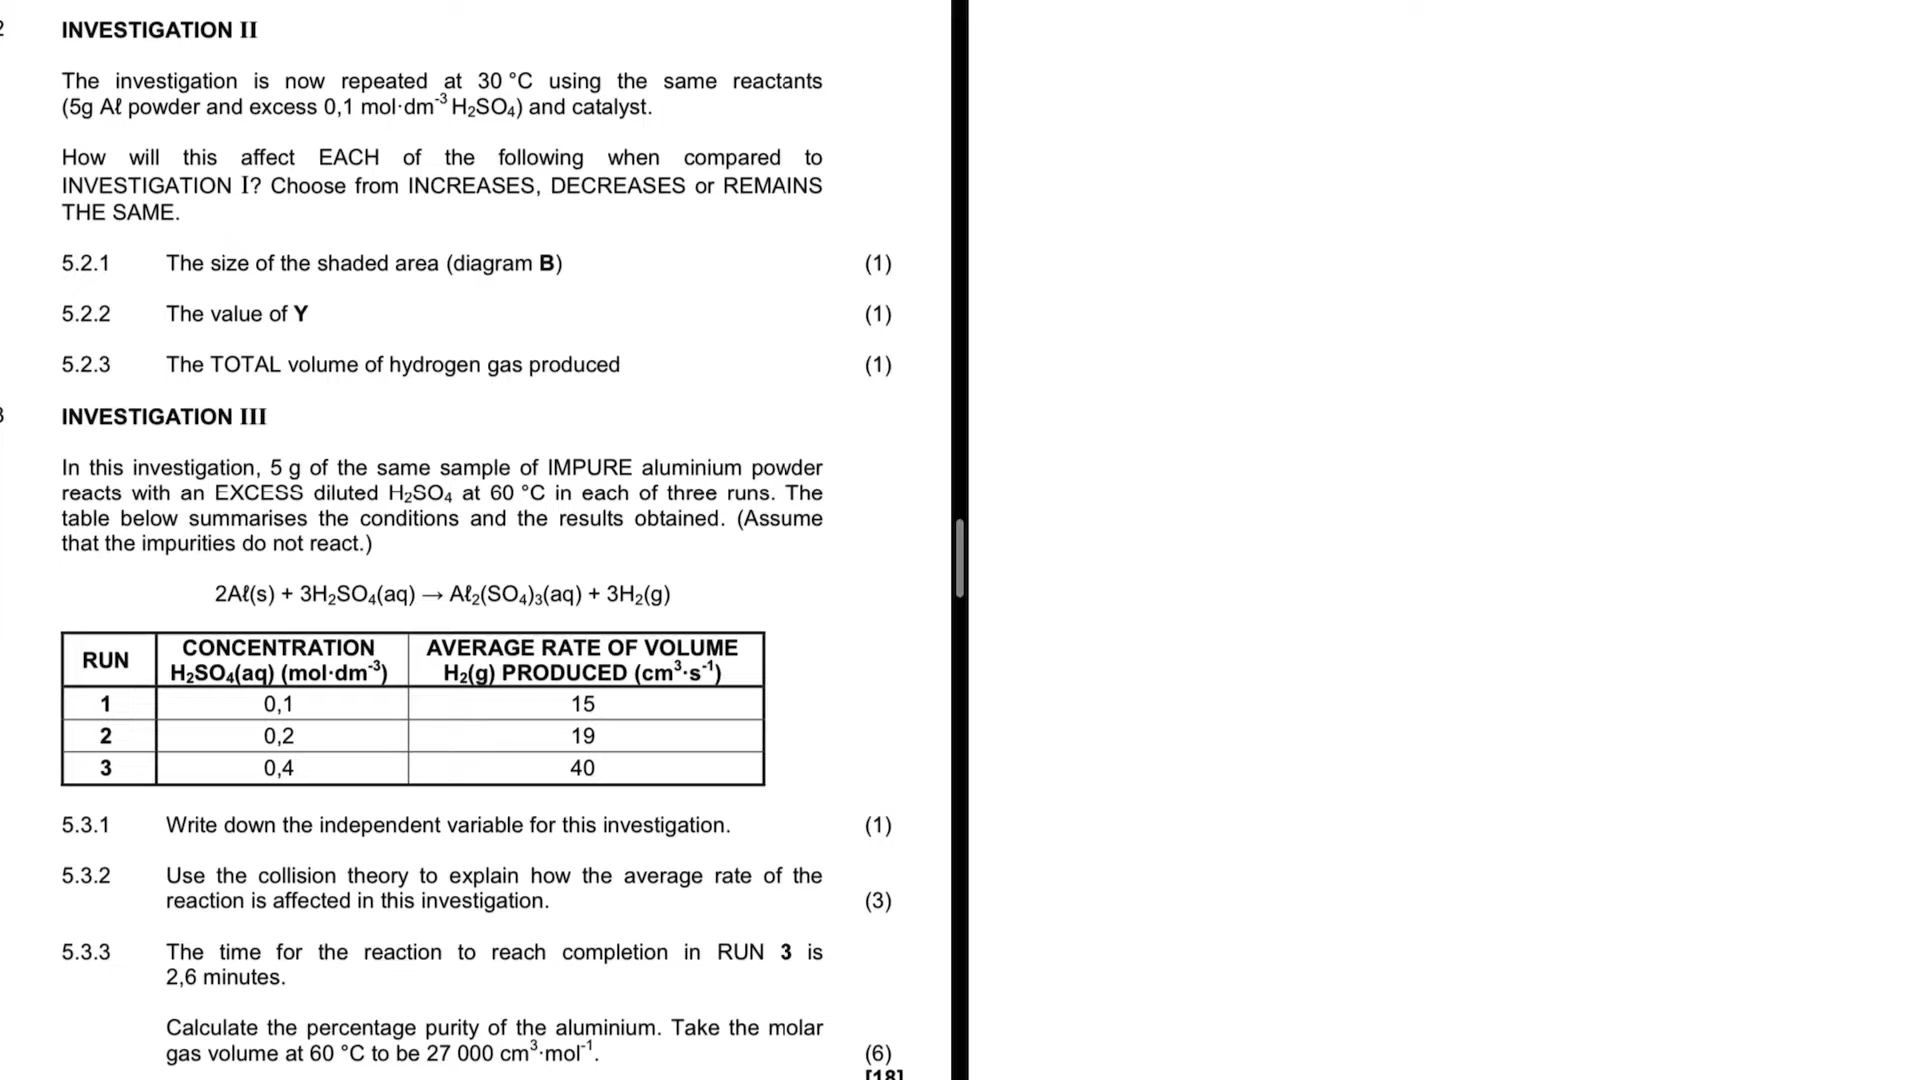 2 INVESTIGATION II
The investigation is now repeated at 30 °C using the same reactants
(5g Aℓ powder and excess 0,1 mol·dm⁻³ H₂SO₄) and catalyst.
How will this affect EACH of the following when compared to
INVESTIGATION I? Choose from INCREASES, DECREASES or REMAINS
THE SAME.
5.2.1 The size of the shaded area (diagram B) (1)
5.2.2 The value of Y (1)
5.2.3 The TOTAL volume of hydrogen gas produced (1)
3 INVESTIGATION III
In this investigation, 5 g of the same sample of IMPURE aluminium powder
reacts with an EXCESS diluted H₂SO₄ at 60 °C in each of three runs. The
table below summarises the conditions and the results obtained. (Assume
that the impurities do not react.)
2Aℓ(s) + 3H₂SO₄(aq) → Aℓ₂(SO₄)₃(aq) + 3H₂(g)
RUN CONCENTRATION H₂SO₄(aq) (mol·dm⁻³) AVERAGE RATE OF VOLUME H₂(g) PRODUCED (cm³·s⁻¹)
1 0,1 15
2 0,2 19
3 0,4 40
5.3.1 Write down the independent variable for this investigation. (1)
5.3.2 Use the collision theory to explain how the average rate of the
reaction is affected in this investigation. (3)
5.3.3 The time for the reaction to reach completion in RUN 3 is
2,6 minutes.
Calculate the percentage purity of the aluminium. Take the molar
gas volume at 60 °C to be 27 000 cm³·mol⁻¹. (6)
[18]